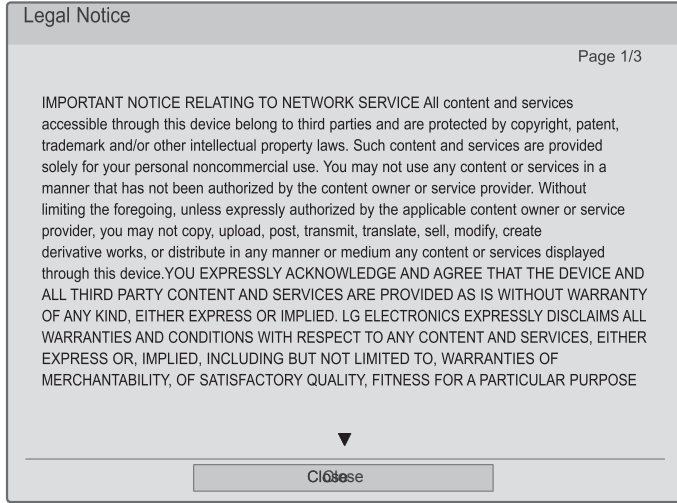 Legal Notice
Page 1/3
IMPORTANT NOTICE RELATING TO NETWORK SERVICE All content and services
accessible through this device belong to third parties and are protected by copyright, patent,
trademark and/or other intellectual property laws. Such content and services are provided
solely for your personal noncommercial use. You may not use any content or services in a
manner that has not been authorized by the content owner or service provider. Without
limiting the foregoing, unless expressly authorized by the applicable content owner or service
provider, you may not copy, upload, post, transmit, translate, sell, modify, create
derivative works, or distribute in any manner or medium any content or services displayed
through this device.YOU EXPRESSLY ACKNOWLEDGE AND AGREE THAT THE DEVICE AND
ALL THIRD PARTY CONTENT AND SERVICES ARE PROVIDED AS IS WITHOUT WARRANTY
OF ANY KIND, EITHER EXPRESS OR IMPLIED. LG ELECTRONICS EXPRESSLY DISCLAIMS ALL
WARRANTIES AND CONDITIONS WITH RESPECT TO ANY CONTENT AND SERVICES, EITHER
EXPRESS OR, IMPLIED, INCLUDING BUT NOT LIMITED TO, WARRANTIES OF
MERCHANTABILITY, OF SATISFACTORY QUALITY, FITNESS FOR A PARTICULAR PURPOSE
Close